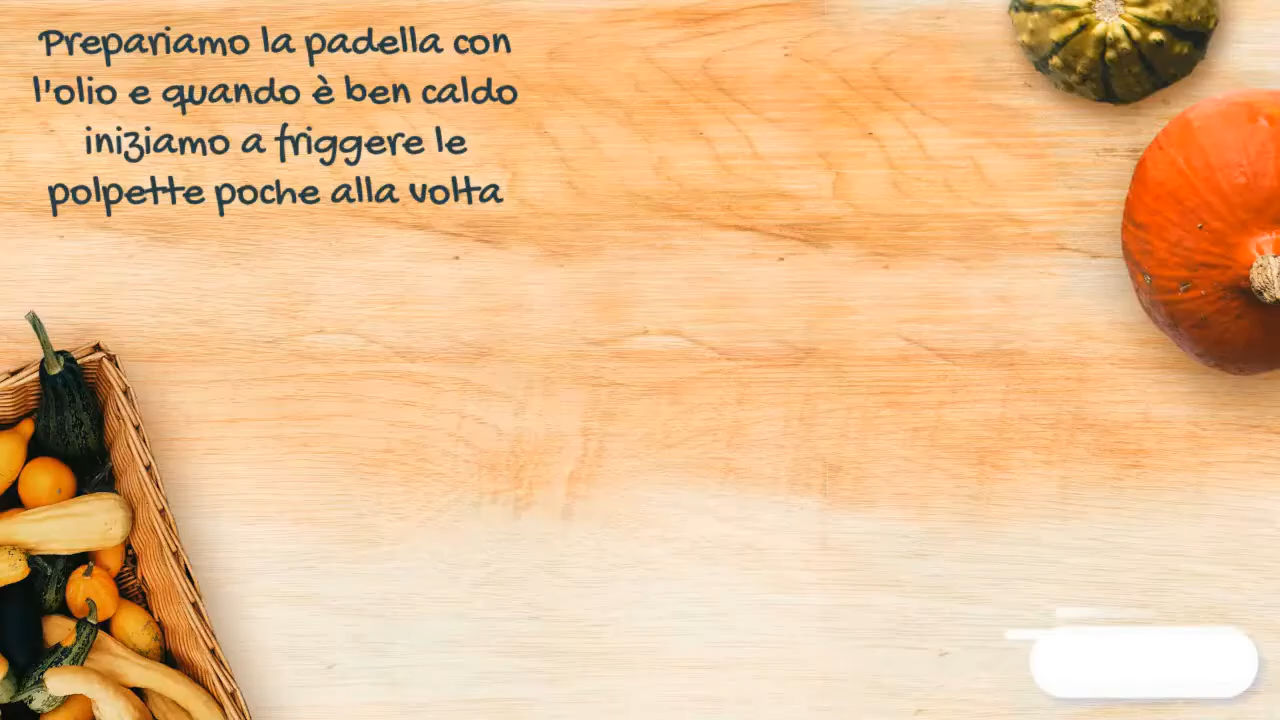 Prepariamo la padella con
l'olio e quando è ben caldo
iniziamo a friggere le
polpette poche alla volta